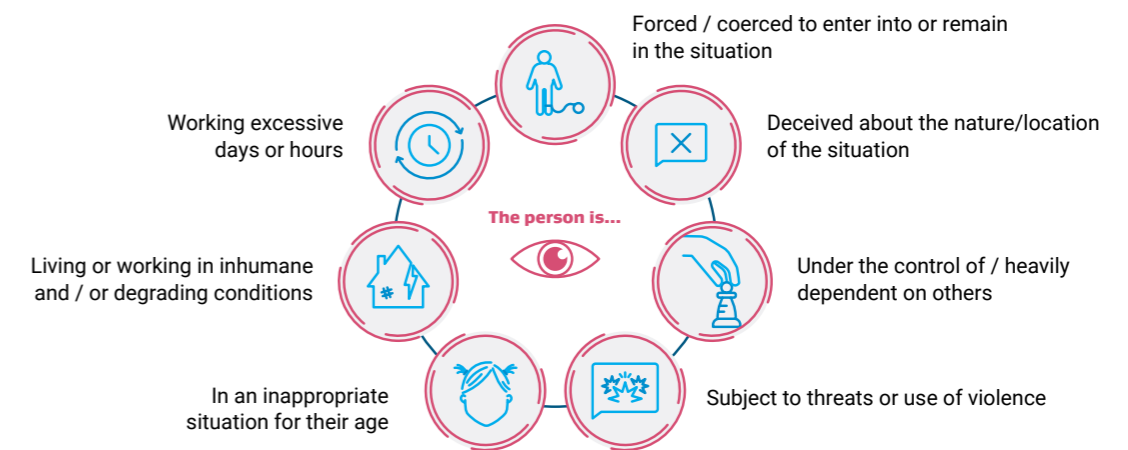 Forced / coerced to enter into or remain
in the situation
Working excessive
days or hours
Deceived about the nature/location
of the situation
The person is...
Living or working in inhumane
and / or degrading conditions
Under the control of / heavily
dependent on others
In an inappropriate
situation for their age
Subject to threats or use of violence